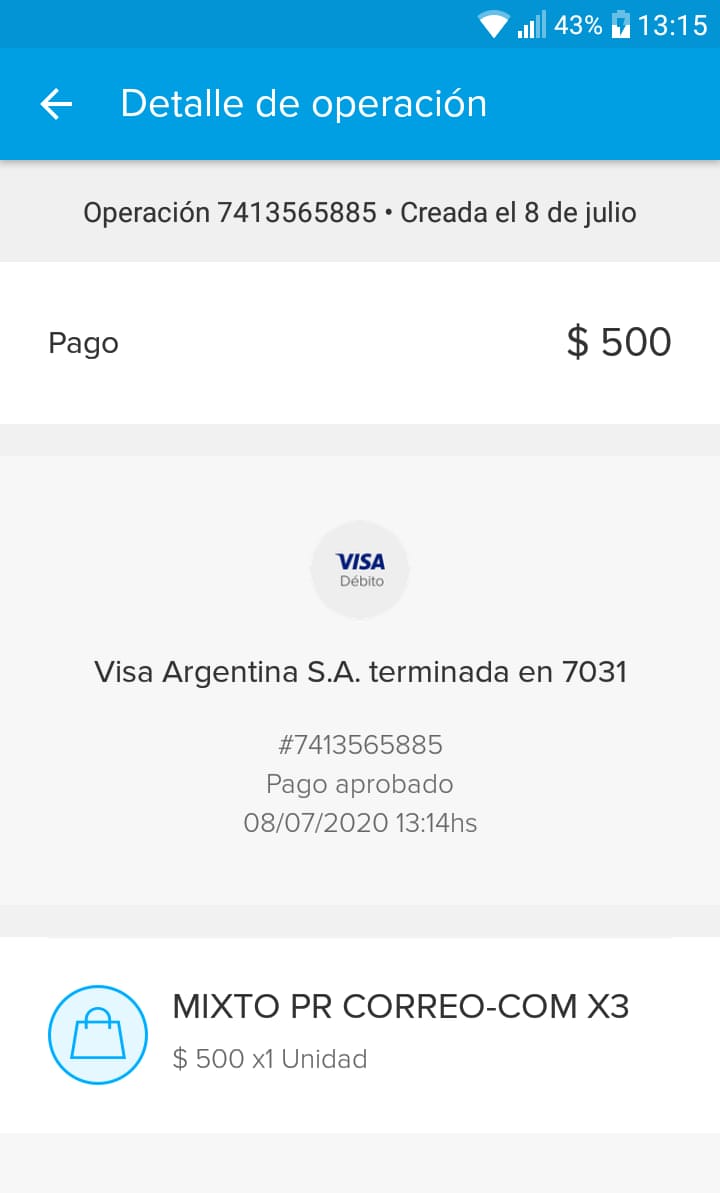 43% 13:15
Detalle de operación
Operación 7413565885 • Creada el 8 de julio
Pago $ 500
VISA
Débito
Visa Argentina S.A. terminada en 7031
#7413565885
Pago aprobado
08/07/2020 13:14hs
MIXTO PR CORREO-COM X3
$ 500 x1 Unidad